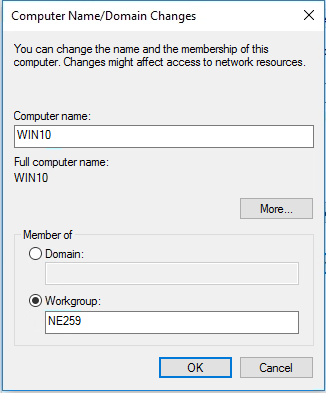 Computer Name/Domain Changes
You can change the name and the membership of this
computer. Changes might affect access to network resources.
Computer name:
WIN10
Full computer name:
WIN10
More...
Member of
Domain:
Workgroup:
NE259
OK Cancel